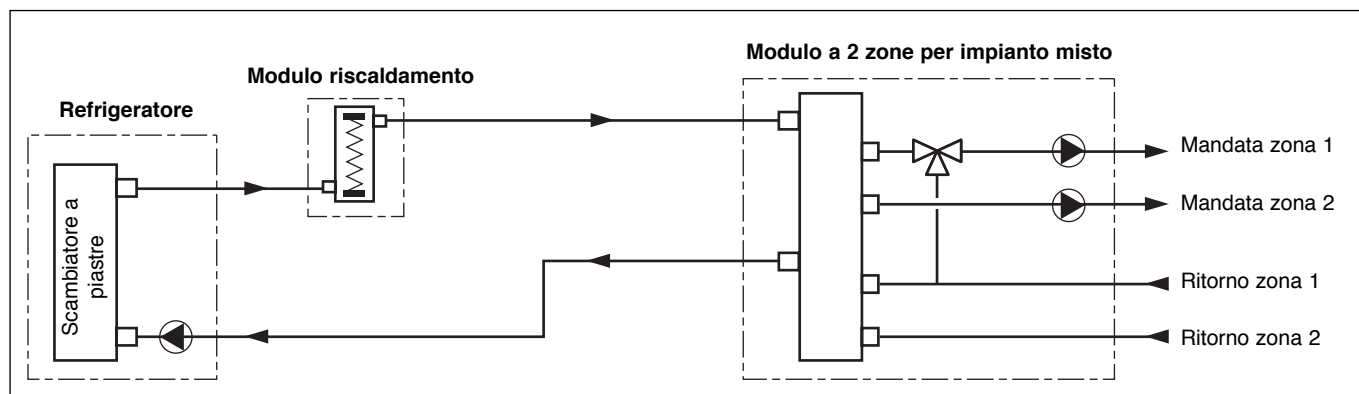 Modulo a 2 zone per impianto misto
Modulo riscaldamento
Refrigeratore
Scambiatore a
piastre
Mandata zona 1
Mandata zona 2
Ritorno zona 1
Ritorno zona 2